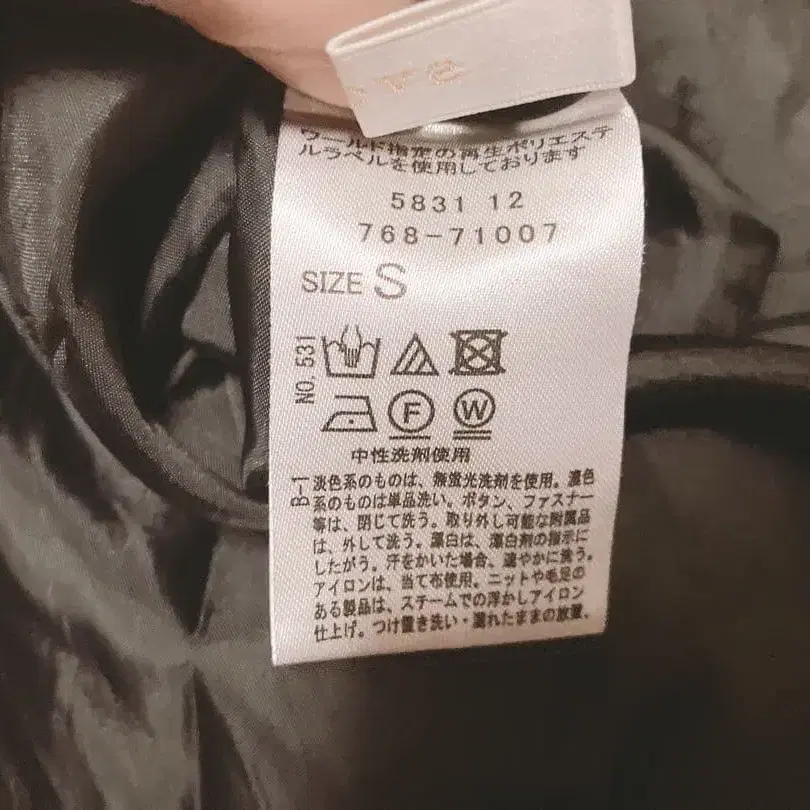 ワールド指定の再生ポリエステ
ルラベルを使用しております
5831 12
768-71007
SIZE S
NO. 531
F W
中性洗剤使用
B-1
淡色系のものは、無蛍光洗剤を使用。濃色
系のものは単品洗い、ボタン、ファスナー
等は、閉じて洗う。取り外し可能な附属品
は、外して洗う。漂白は、漂白剤の指示に
したがう。汗をかいた場合、速やかに洗う。
アイロンは、当て布使用。ニットや毛足の
ある製品は、スチームでの浮かしアイロン
仕上げ。つけ置き洗い・濡れたままの放置、